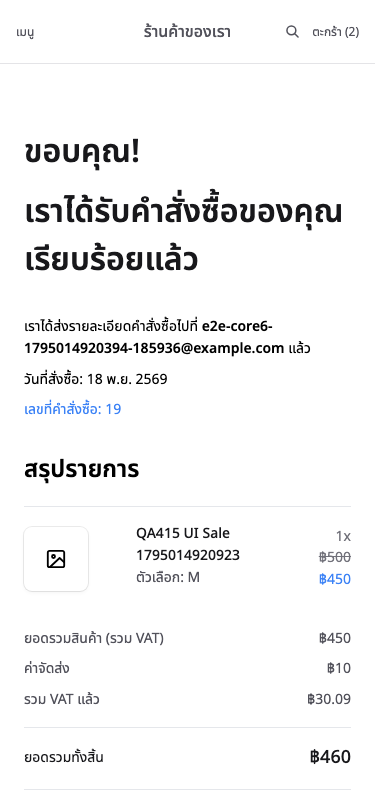 เมนู
ร้านค้าของเรา
ตะกร้า (2)
ขอบคุณ!
เราได้รับคำสั่งซื้อของคุณ
เรียบร้อยแล้ว
เราได้ส่งรายละเอียดคำสั่งซื้อไปที่ e2e-core6-
1795014920394-185936@example.com แล้ว
วันที่สั่งซื้อ: 18 พ.ย. 2569
เลขที่คำสั่งซื้อ: 19
สรุปรายการ
QA415 UI Sale
1795014920923
ตัวเลือก: M
1x
฿500
฿450
ยอดรวมสินค้า (รวม VAT) ฿450
ค่าจัดส่ง ฿10
รวม VAT แล้ว ฿30.09
ยอดรวมทั้งสิ้น ฿460